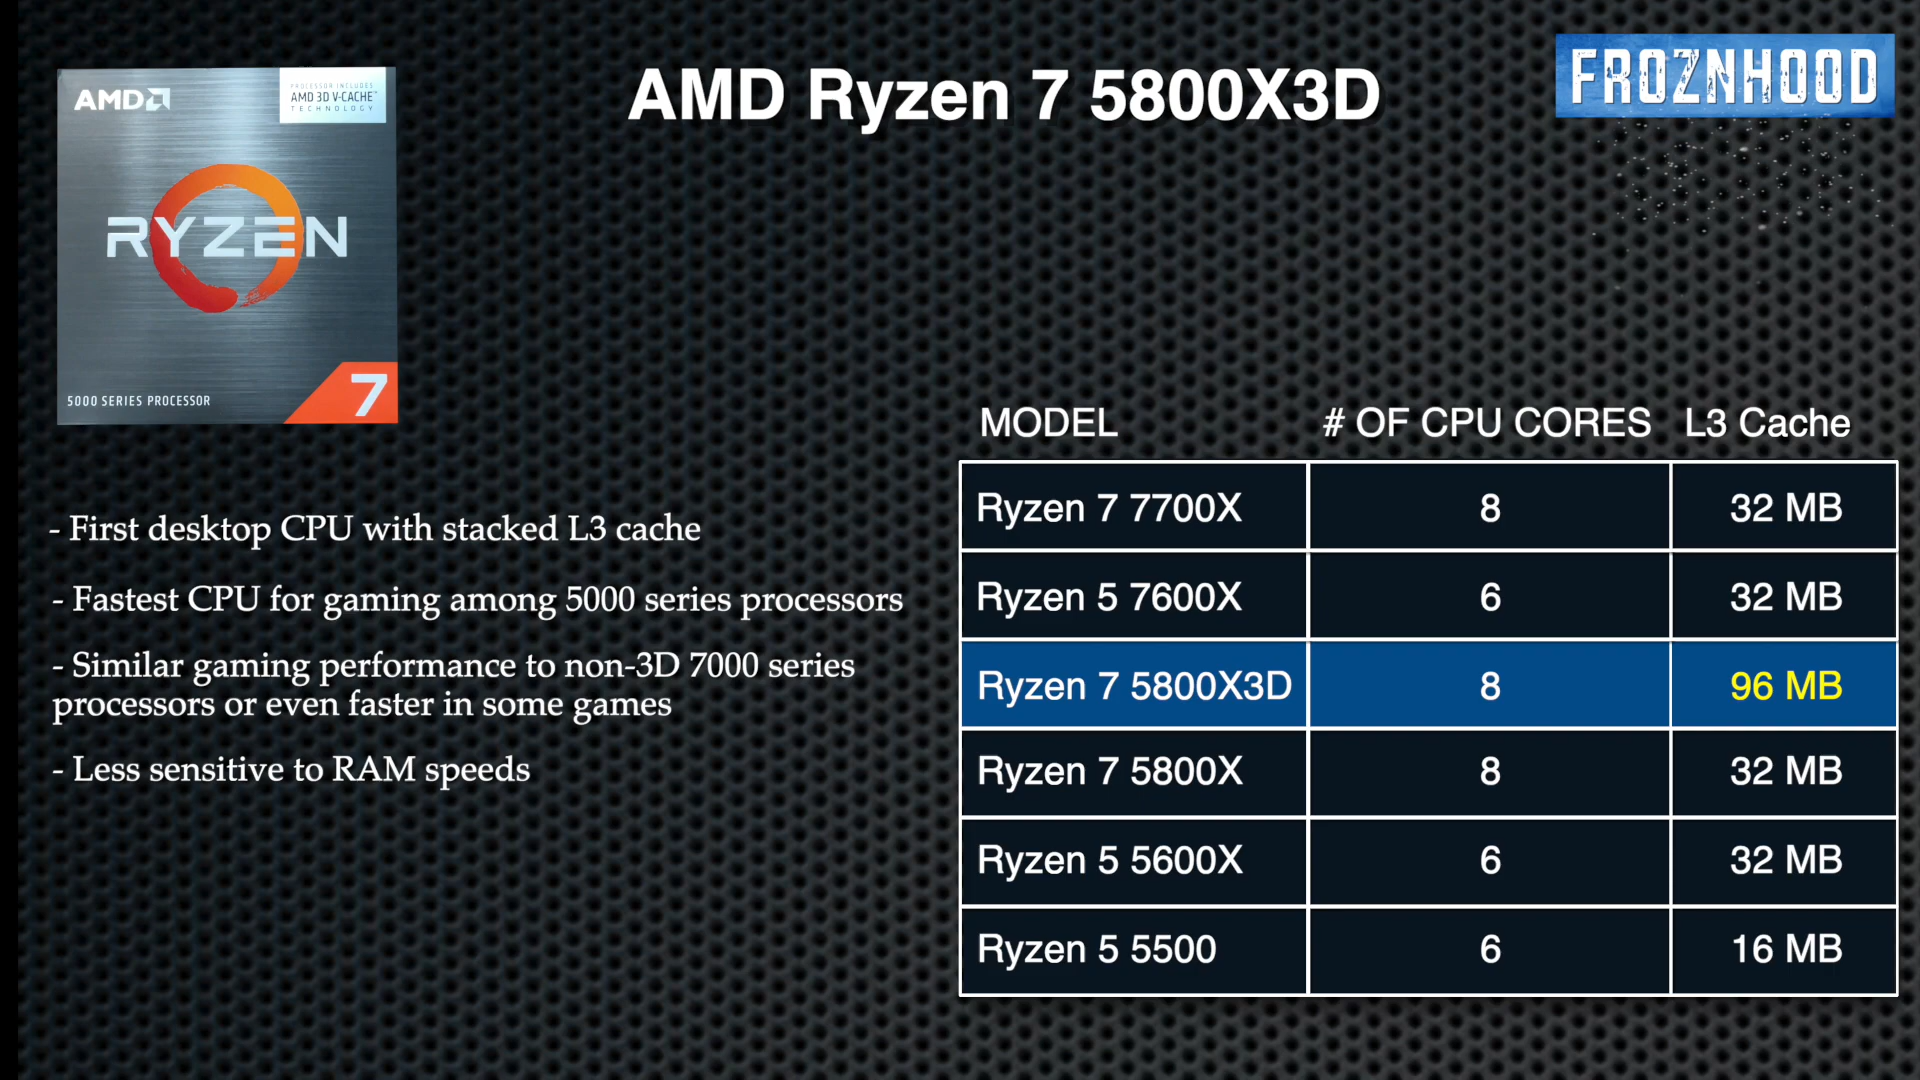 AMD Ryzen 7 5800X3D
FROZNHOOD
AMD
PROCESSOR INCLUDES
AMD 3D V-CACHE™
TECHNOLOGY
RYZEN
5000 SERIES PROCESSOR
7
- First desktop CPU with stacked L3 cache
- Fastest CPU for gaming among 5000 series processors
- Similar gaming performance to non-3D 7000 series
processors or even faster in some games
- Less sensitive to RAM speeds
MODEL # OF CPU CORES L3 Cache
Ryzen 7 7700X 8 32 MB
Ryzen 5 7600X 6 32 MB
Ryzen 7 5800X3D 8 96 MB
Ryzen 7 5800X 8 32 MB
Ryzen 5 5600X 6 32 MB
Ryzen 5 5500 6 16 MB